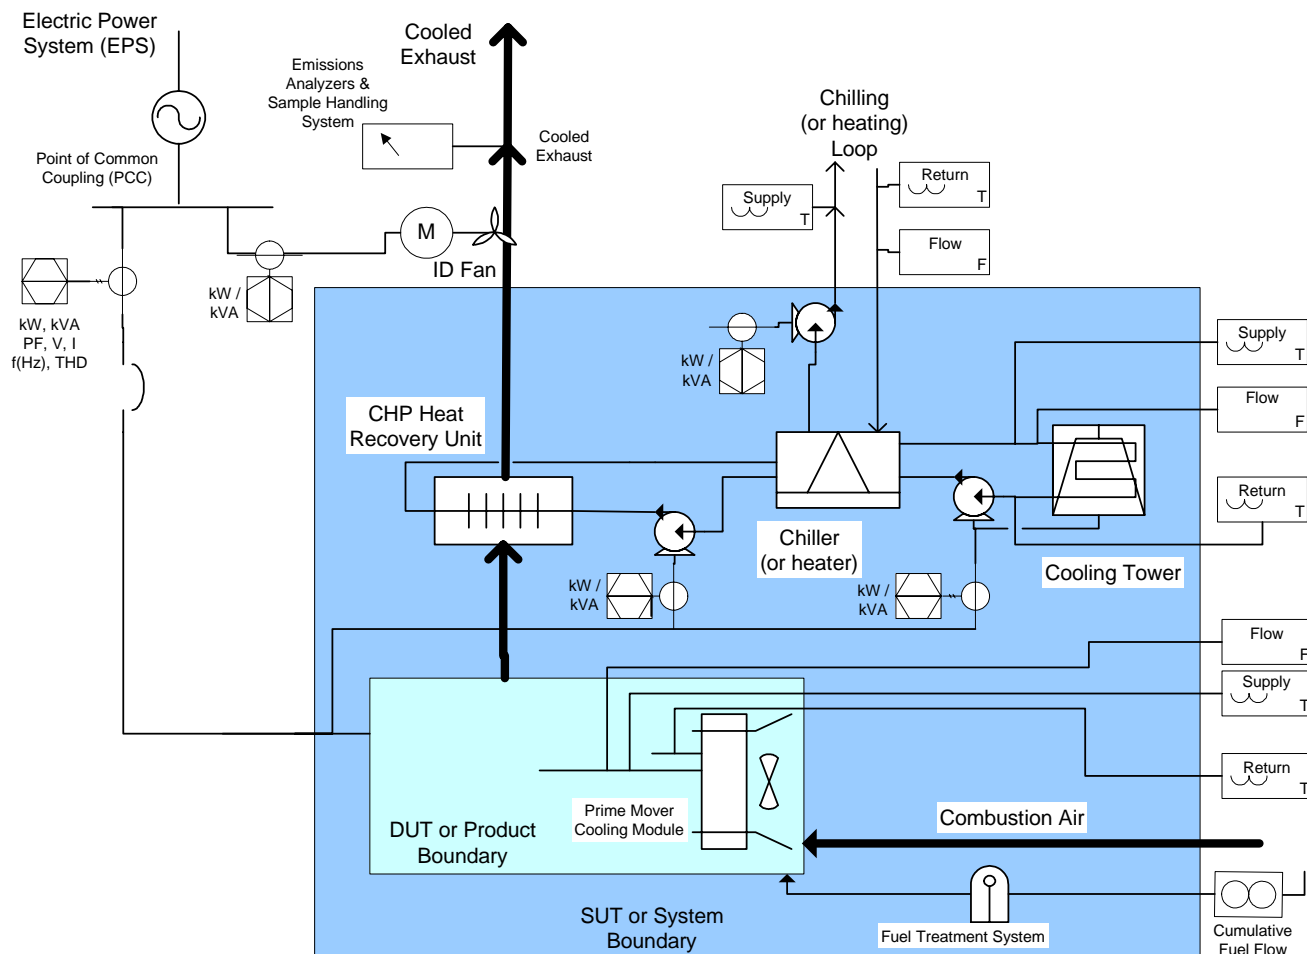 Electric Power
System (EPS)
Cooled
Exhaust
Emissions
Analyzers &
Sample Handling
System
Cooled
Exhaust
Point of Common
Coupling (PCC)
Chilling
(or heating)
Loop
Supply
T
Return
T
Flow
F
M
ID Fan
kW /
kVA
kW, kVA
PF, V, I
f(Hz), THD
kW /
kVA
Supply
T
Flow
F
Return
T
CHP Heat
Recovery Unit
Chiller
(or heater)
Cooling Tower
kW /
kVA
kW /
kVA
Flow
F
Supply
T
Return
T
Prime Mover
Cooling Module
DUT or Product
Boundary
Combustion Air
SUT or System
Boundary
Fuel Treatment System
Cumulative
Fuel Flow